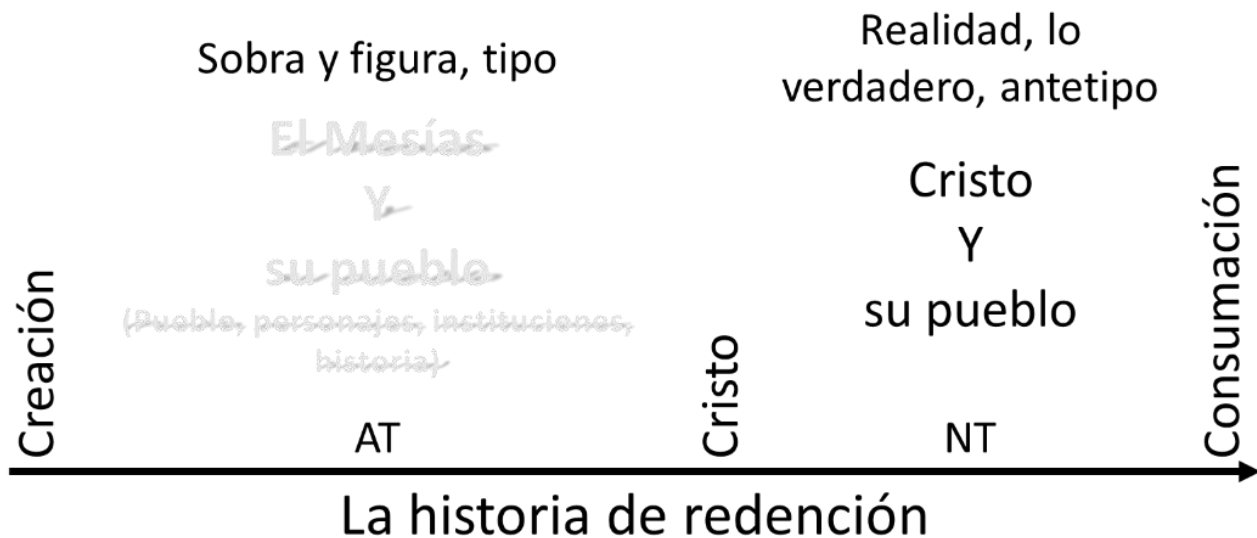 Sobra y figura, tipo
El Mesías
Y
su pueblo
(Pueblo, personajes, instituciones,
historia)
Realidad, lo
verdadero, antetipo
Cristo
Y
su pueblo
Creación
AT
Cristo
NT
Consumación
La historia de redención